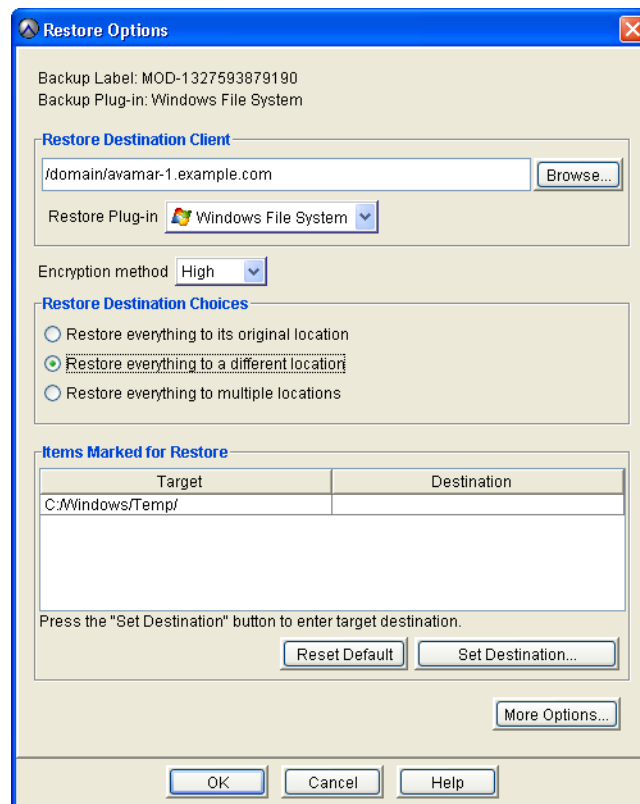 Restore Options
Backup Label: MOD-1327593879190
Backup Plug-in: Windows File System
Restore Destination Client
/domain/avamar-1.example.com
Browse...
Restore Plug-in Windows File System
Encryption method High
Restore Destination Choices
Restore everything to its original location
Restore everything to a different location
Restore everything to multiple locations
Items Marked for Restore
Target Destination
C:/Windows/Temp/
Press the "Set Destination" button to enter target destination.
Reset Default Set Destination...
More Options...
OK Cancel Help